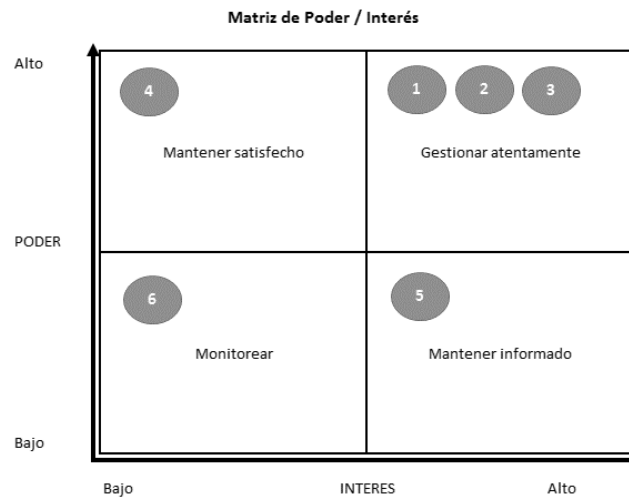 Matriz de Poder / Interés
Alto
4
1 2 3
Mantener satisfecho
Gestionar atentamente
PODER
6
5
Monitorear
Mantener informado
Bajo
Bajo
INTERES
Alto